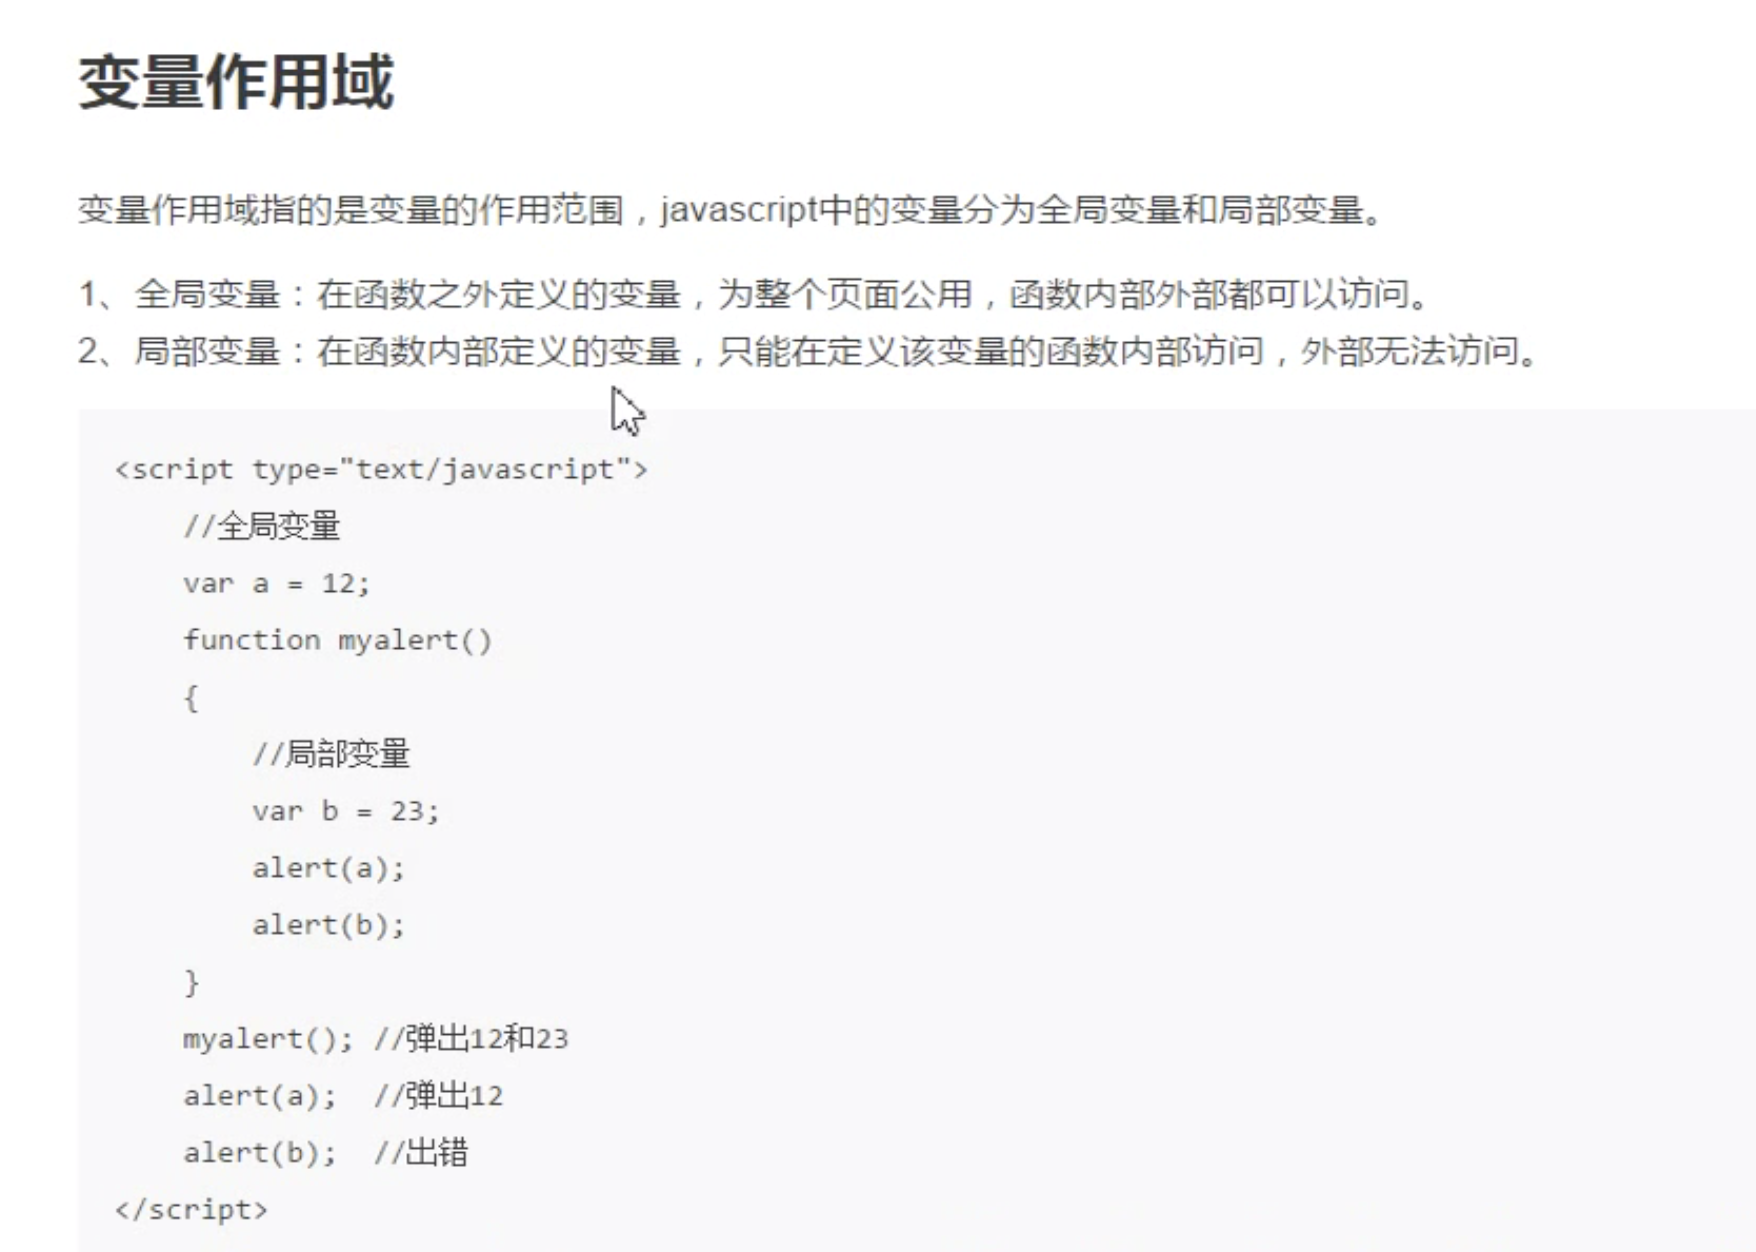 变量作用域
变量作用域指的是变量的作用范围，javascript中的变量分为全局变量和局部变量。
1、全局变量：在函数之外定义的变量，为整个页面公用，函数内部外部都可以访问。
2、局部变量：在函数内部定义的变量，只能在定义该变量的函数内部访问，外部无法访问。
<script type="text/javascript">
    //全局变量
    var a = 12;
    function myalert()
    {
        //局部变量
        var b = 23;
        alert(a);
        alert(b);
    }
    myalert(); //弹出12和23
    alert(a);  //弹出12
    alert(b);  //出错
</script>